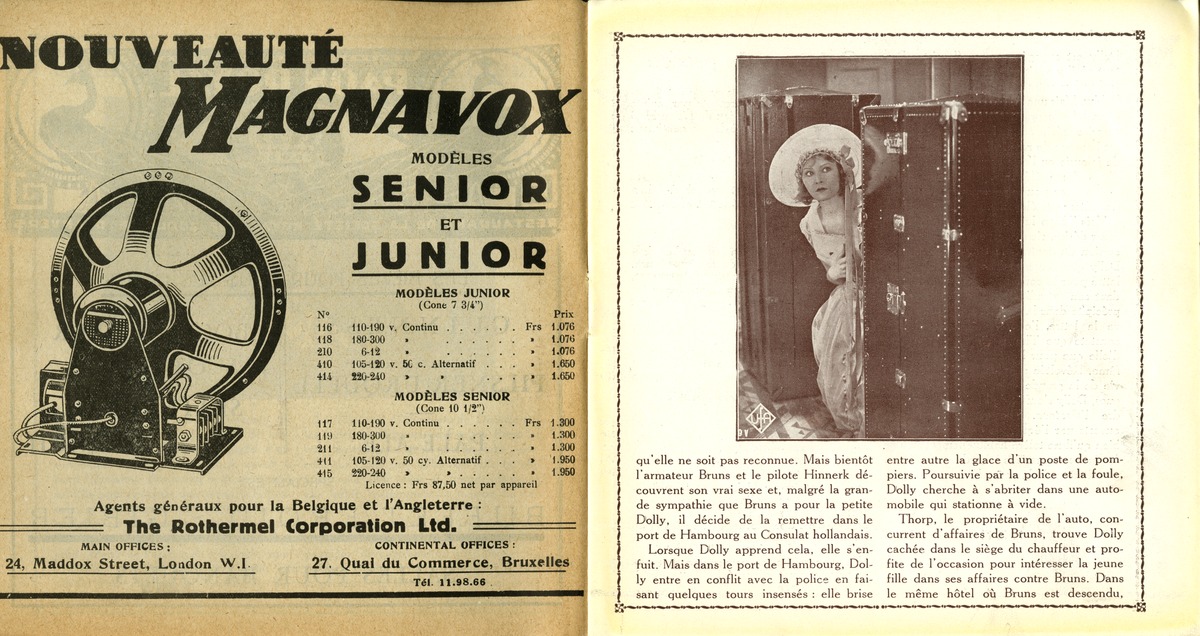 NOUVEAUTÉ
MAGNAVOX
MODÈLES
SENIOR
ET
JUNIOR
MODÈLES JUNIOR
(Cone 7 3/4")
Nº Prix
116 110-190 v. Continu . . . . . . Frs 1.076
118 180-300 » . . . . . . » 1.076
210 6-12 » . . . . . . » 1.076
410 105-120 v. 50 c. Alternatif . . . » 1.650
414 220-240 » » . . . » 1.650
MODÈLES SENIOR
(Cone 10 1/2")
117 110-190 v. Continu . . . . . . Frs 1.300
119 180-300 » . . . . . . » 1.300
211 6-12 » . . . . . . » 1.300
411 105-120 v. 50 cy. Alternatif . . . » 1.950
415 220-240 » » . . . » 1.950
Licence : Frs 87,50 net par appareil
Agents généraux pour la Belgique et l'Angleterre :
The Rothermel Corporation Ltd.
MAIN OFFICES :
24, Maddox Street, London W.I.
CONTINENTAL OFFICES :
27. Quai du Commerce, Bruxelles
Tél. 11.98.66
UFA
P.V
qu'elle ne soit pas reconnue. Mais bientôt
l'armateur Bruns et le pilote Hinnerk dé-
couvrent son vrai sexe et, malgré la gran-
de sympathie que Bruns a pour la petite
Dolly, il décide de la remettre dans le
port de Hambourg au Consulat hollandais.
Lorsque Dolly apprend cela, elle s'en-
fuit. Mais dans le port de Hambourg, Dol-
ly entre en conflit avec la police en fai-
sant quelques tours insensés : elle brise
entre autre la glace d'un poste de pom-
piers. Poursuivie par la police et la foule,
Dolly cherche à s'abriter dans une auto-
mobile qui stationne à vide.
Thorp, le propriétaire de l'auto, con-
current d'affaires de Bruns, trouve Dolly
cachée dans le siège du chauffeur et pro-
fite de l'occasion pour intéresser la jeune
fille dans ses affaires contre Bruns. Dans
le même hôtel où Bruns est descendu,